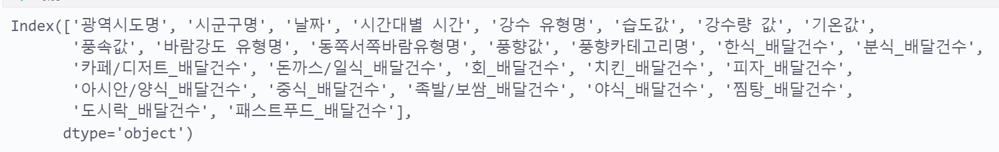 Index(['광역시도명', '시군구명', '날짜', '시간대별 시간', '강수 유형명', '습도값', '강수량 값', '기온값',
'풍속값', '바람강도 유형명', '동쪽서쪽바람유형명', '풍향값', '풍향카테고리명', '한식_배달건수', '분식_배달건수',
'카페/디저트_배달건수', '돈까스/일식_배달건수', '회_배달건수', '치킨_배달건수', '피자_배달건수',
'아시안/양식_배달건수', '중식_배달건수', '족발/보쌈_배달건수', '야식_배달건수', '찜탕_배달건수',
'도시락_배달건수', '패스트푸드_배달건수'],
dtype='object')